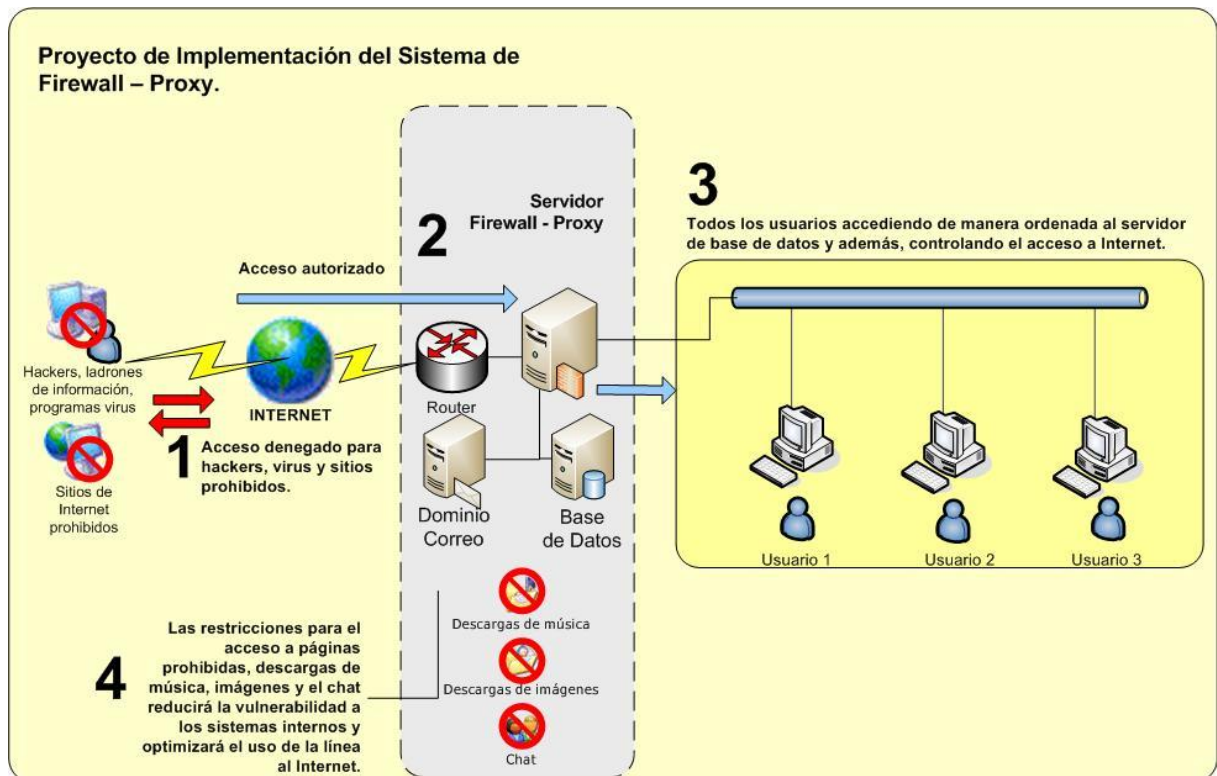 Proyecto de Implementación del Sistema de
Firewall – Proxy.
2
Servidor
Firewall - Proxy
3
Todos los usuarios accediendo de manera ordenada al servidor
de base de datos y además, controlando el acceso a Internet.
Acceso autorizado
Hackers, ladrones
de información,
programas virus
INTERNET
Router
1
Acceso denegado para
hackers, virus y sitios
prohibidos.
Sitios de
Internet
prohibidos
Dominio
Correo
Base
de Datos
Usuario 1
Usuario 2
Usuario 3
Descargas de música
Descargas de imágenes
Chat
4
Las restricciones para el
acceso a páginas
prohibidas, descargas de
música, imágenes y el chat
reducirá la vulnerabilidad a
los sistemas internos y
optimizará el uso de la línea
al Internet.